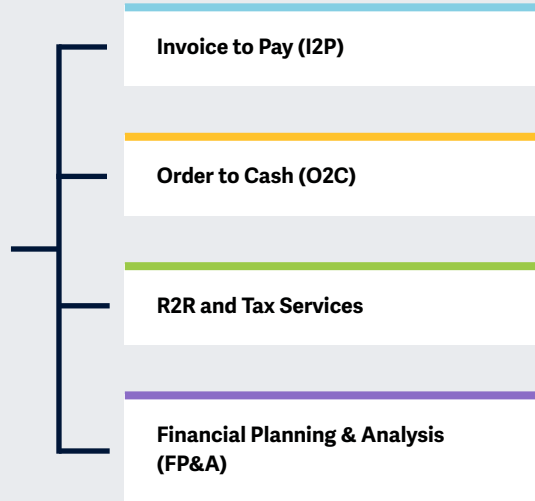 Invoice to Pay (I2P)
Order to Cash (O2C)
R2R and Tax Services
Financial Planning & Analysis
(FP&A)